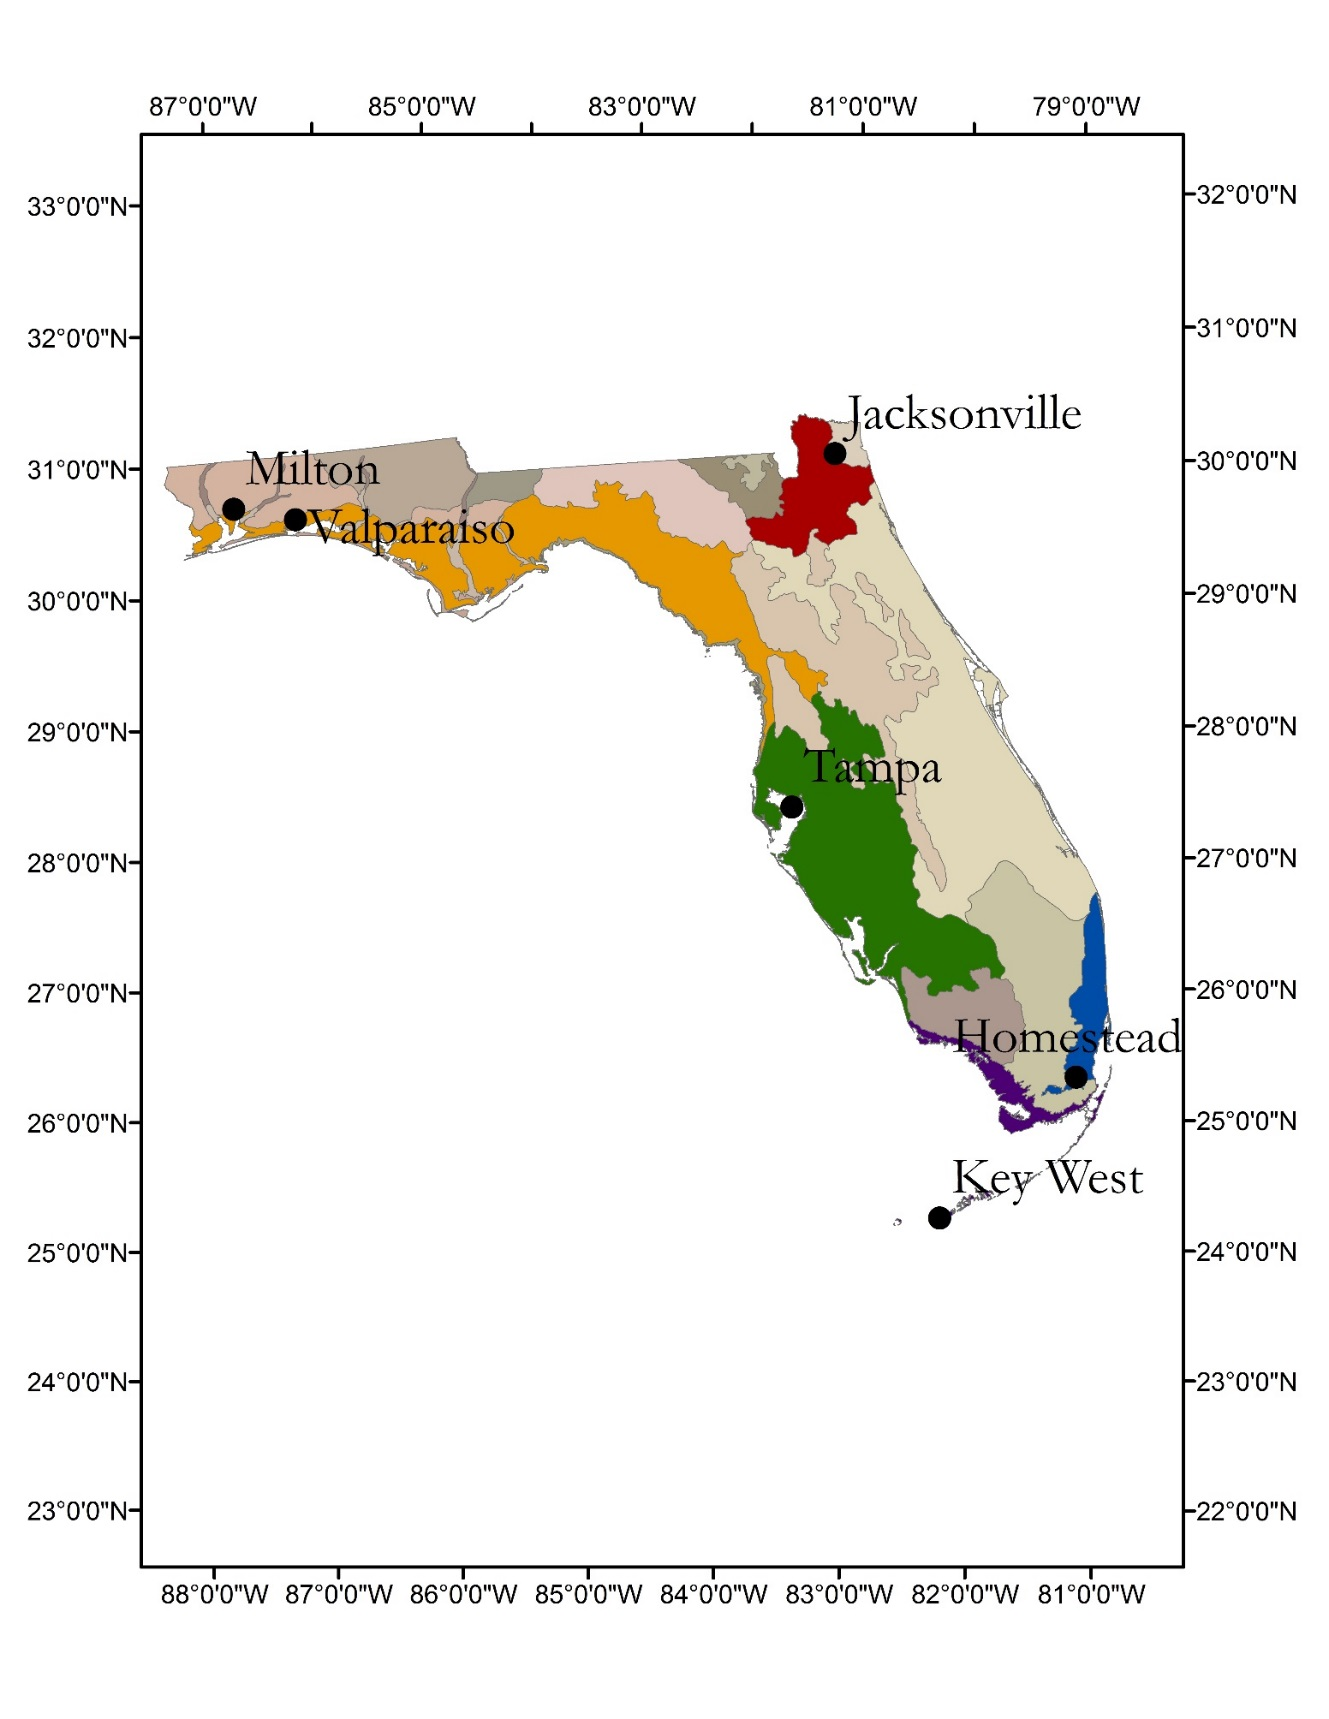 87°0'0"W 85°0'0"W 83°0'0"W 81°0'0"W 79°0'0"W
33°0'0"N 32°0'0"N
32°0'0"N 31°0'0"N
Jacksonville
31°0'0"N Milton 30°0'0"N
Valparaiso
30°0'0"N 29°0'0"N
29°0'0"N 28°0'0"N
Tampa
28°0'0"N 27°0'0"N
27°0'0"N 26°0'0"N
Homestead
26°0'0"N 25°0'0"N
Key West
25°0'0"N 24°0'0"N
24°0'0"N 23°0'0"N
23°0'0"N 22°0'0"N
88°0'0"W 87°0'0"W 86°0'0"W 85°0'0"W 84°0'0"W 83°0'0"W 82°0'0"W 81°0'0"W